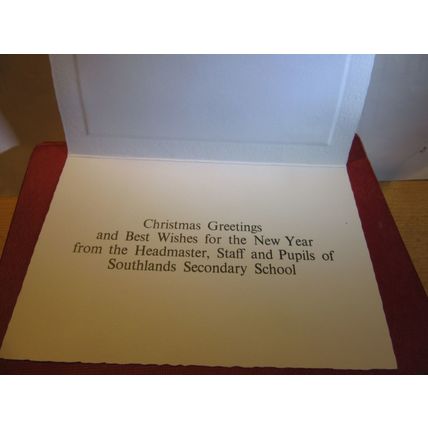 Christmas Greetings
and Best Wishes for the New Year
from the Headmaster, Staff and Pupils of
Southlands Secondary School